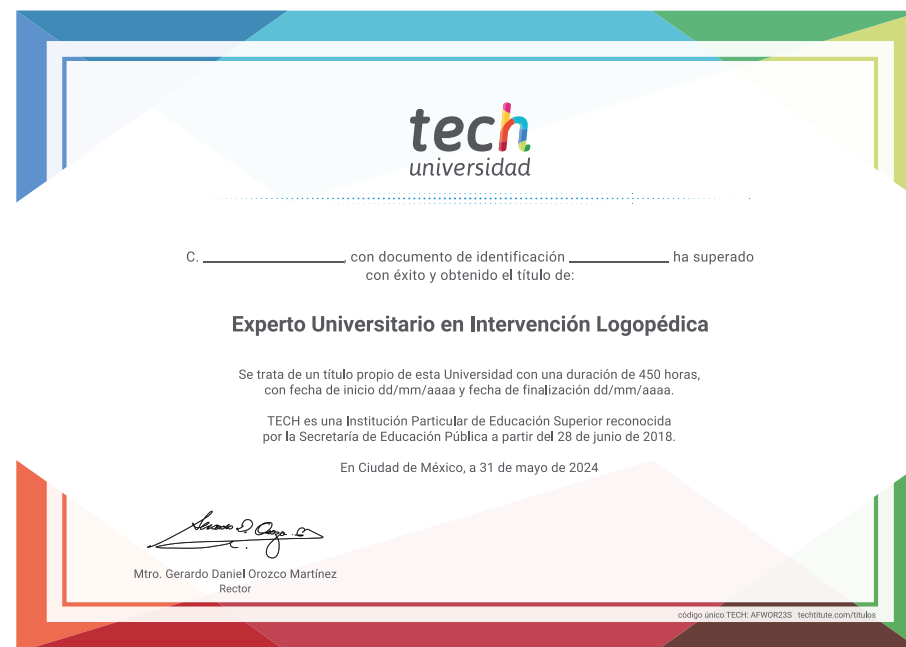 tech
universidad
C. ____________, con documento de identificación ____________ ha superado
con éxito y obtenido el título de:
Experto Universitario en Intervención Logopédica
Se trata de un título propio de esta Universidad con una duración de 450 horas,
con fecha de inicio dd/mm/aaaa y fecha de finalización dd/mm/aaaa.
TECH es una Institución Particular de Educación Superior reconocida
por la Secretaría de Educación Pública a partir del 28 de junio de 2018.
En Ciudad de México, a 31 de mayo de 2024
Mtro. Gerardo Daniel Orozco Martínez
Rector
código único TECH: AFWOR23S techtitute.com/titulos